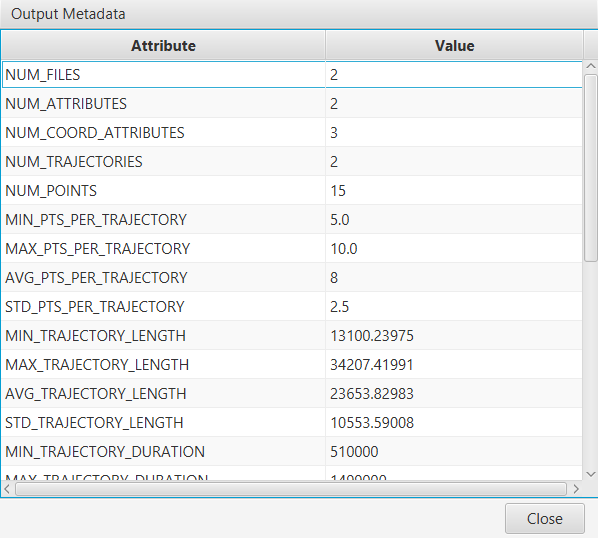 Output Metadata
Attribute Value
NUM_FILES 2
NUM_ATTRIBUTES 2
NUM_COORD_ATTRIBUTES 3
NUM_TRAJECTORIES 2
NUM_POINTS 15
MIN_PTS_PER_TRAJECTORY 5.0
MAX_PTS_PER_TRAJECTORY 10.0
AVG_PTS_PER_TRAJECTORY 8
STD_PTS_PER_TRAJECTORY 2.5
MIN_TRAJECTORY_LENGTH 13100.23975
MAX_TRAJECTORY_LENGTH 34207.41991
AVG_TRAJECTORY_LENGTH 23653.82983
STD_TRAJECTORY_LENGTH 10553.59008
MIN_TRAJECTORY_DURATION 510000
MAX_TRAJECTORY_DURATION
Close